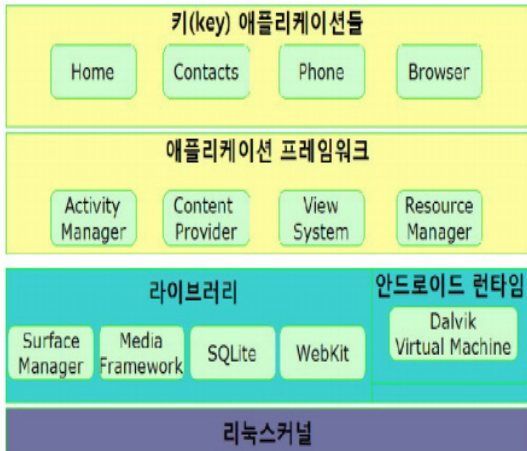 키(key) 애플리케이션들
Home Contacts Phone Browser
애플리케이션 프레임워크
Activity Manager
Content Provider
View System
Resource Manager
라이브러리
Surface Manager
Media Framework
SQLite
WebKit
안드로이드 런타임
Dalvik
Virtual Machine
리눅스커널